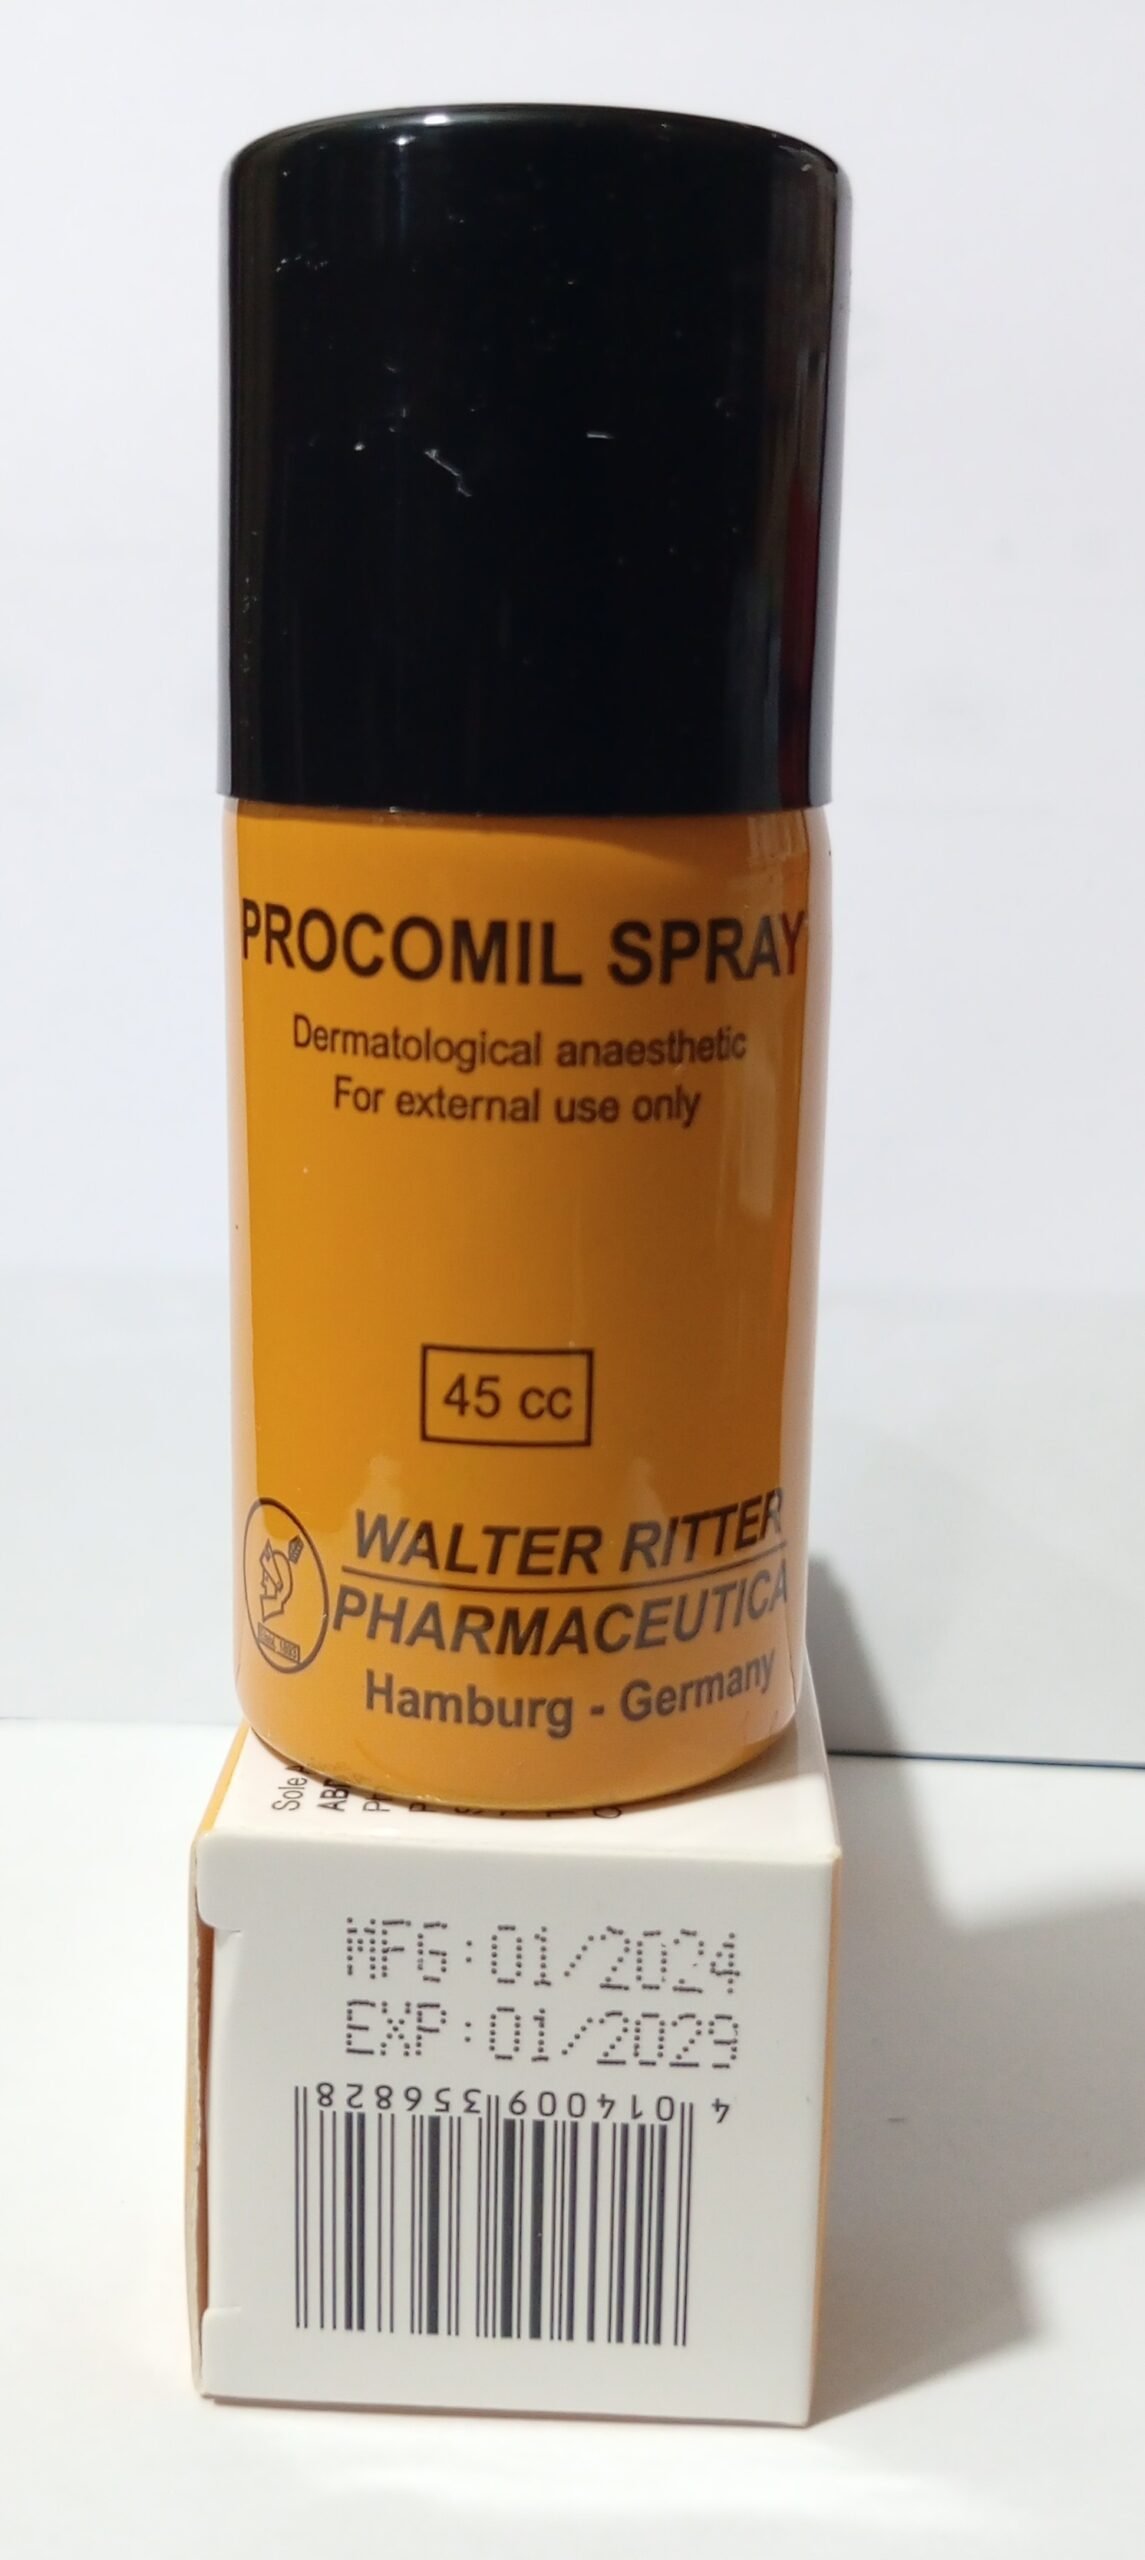 PROCOMIL SPRAY
Dermatological anaesthetic
For external use only
45 cc
WALTER RITTER
PHARMACEUTICA
Hamburg - Germany
Sole
MFG:01/2024
EXP:01/2029
4 014009 356828